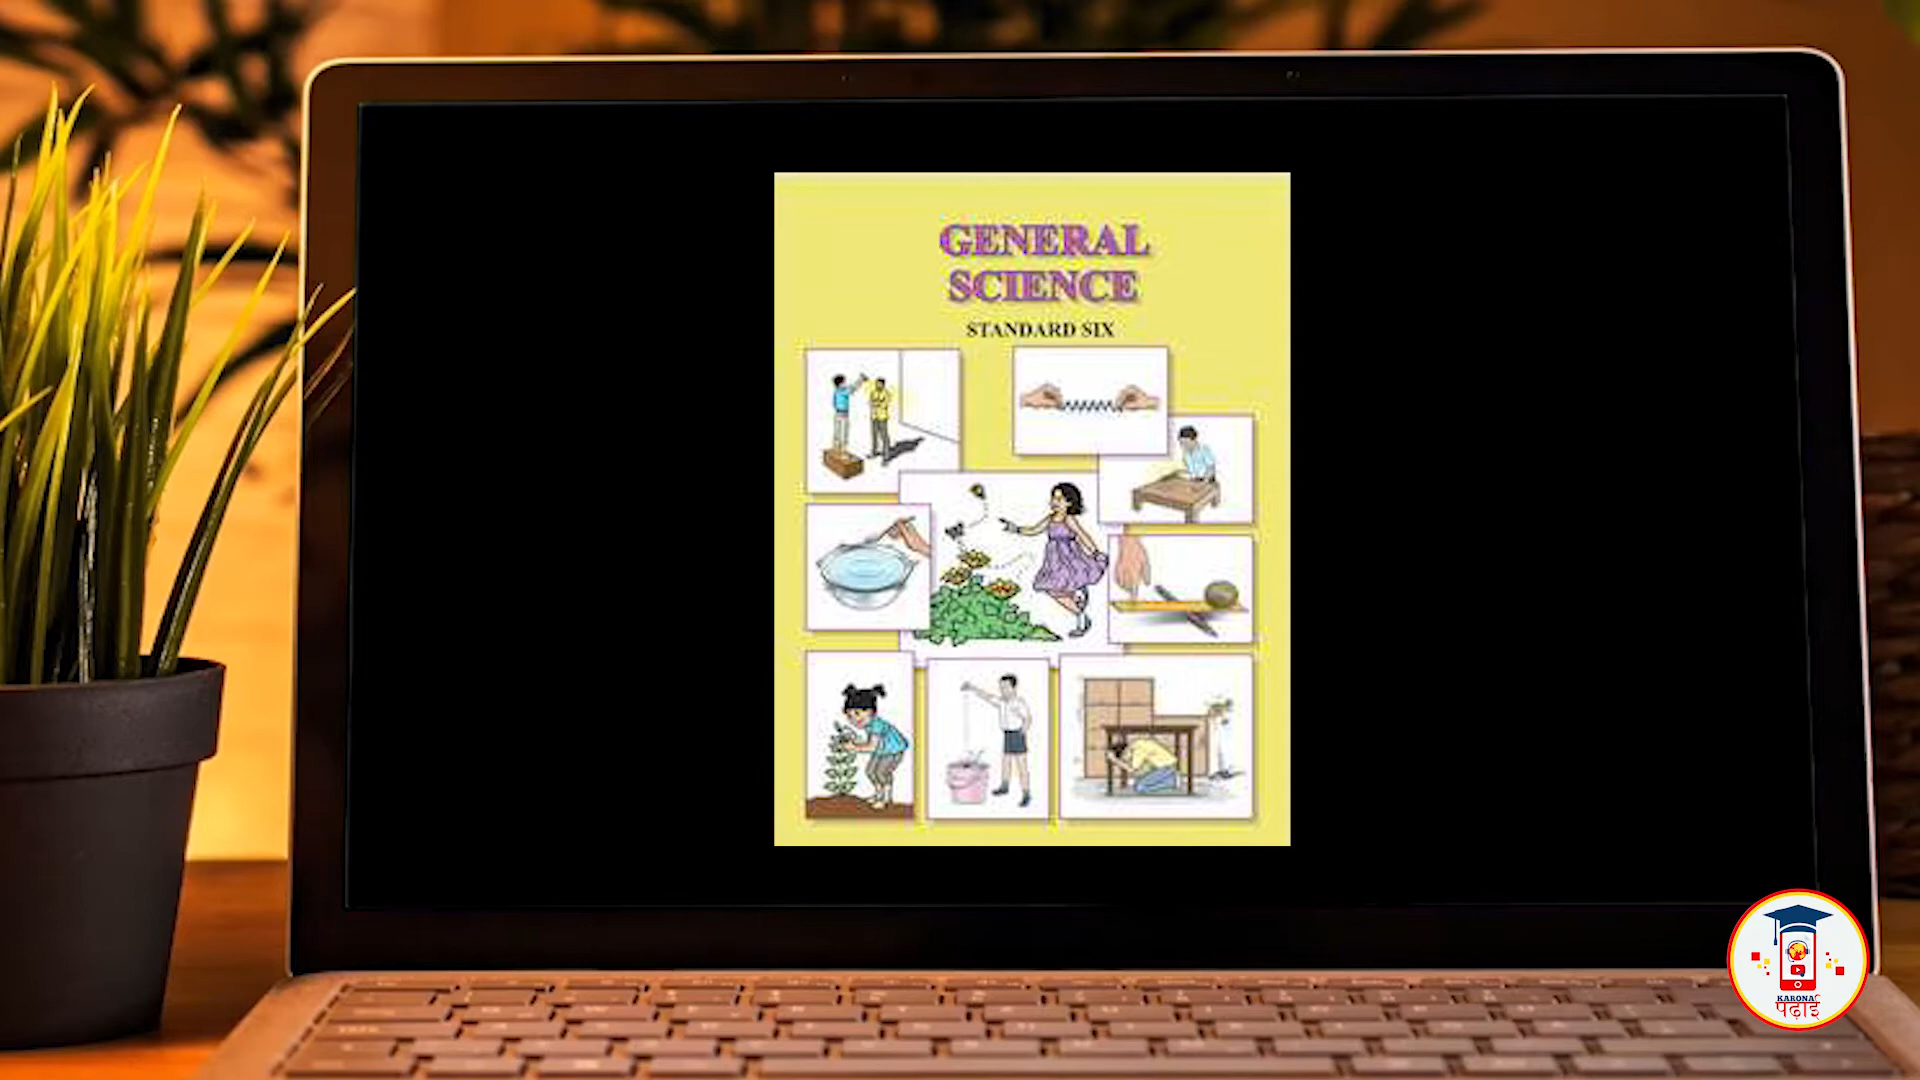 GENERAL
SCIENCE
STANDARD SIX
KARONA
पढ़ाई